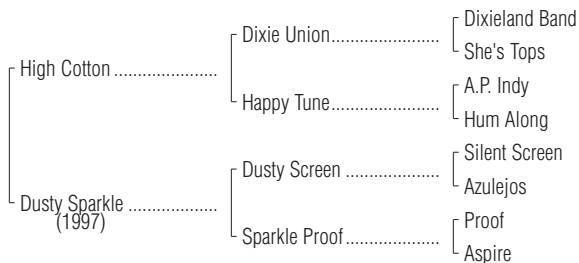 Dixieland Band
Dixie Union
She's Tops
High Cotton
A.P. Indy
Happy Tune
Hum Along
Silent Screen
Dusty Screen
Azulejos
Dusty Sparkle
(1997)
Proof
Sparkle Proof
Aspire